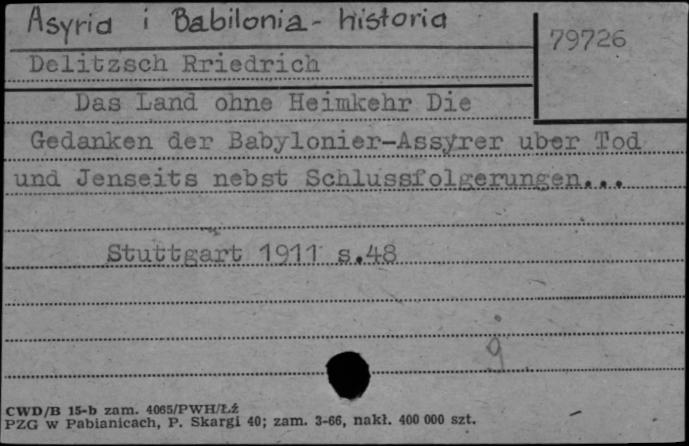 Asyria i Babilonia - historia
79726
Delitzsch Rriedrich
Das Land ohne Heimkehr Die
Gedanken der Babylonier-Assyrer uber Tod
und Jenseits nebst Schlussfolgerungen...
Stuttgart 1911 s.48
g
CWD/B 15-b zam. 4065/PWH/Łź
PZG w Pabianicach, P. Skargi 40; zam. 3-66, nakł. 400 000 szt.